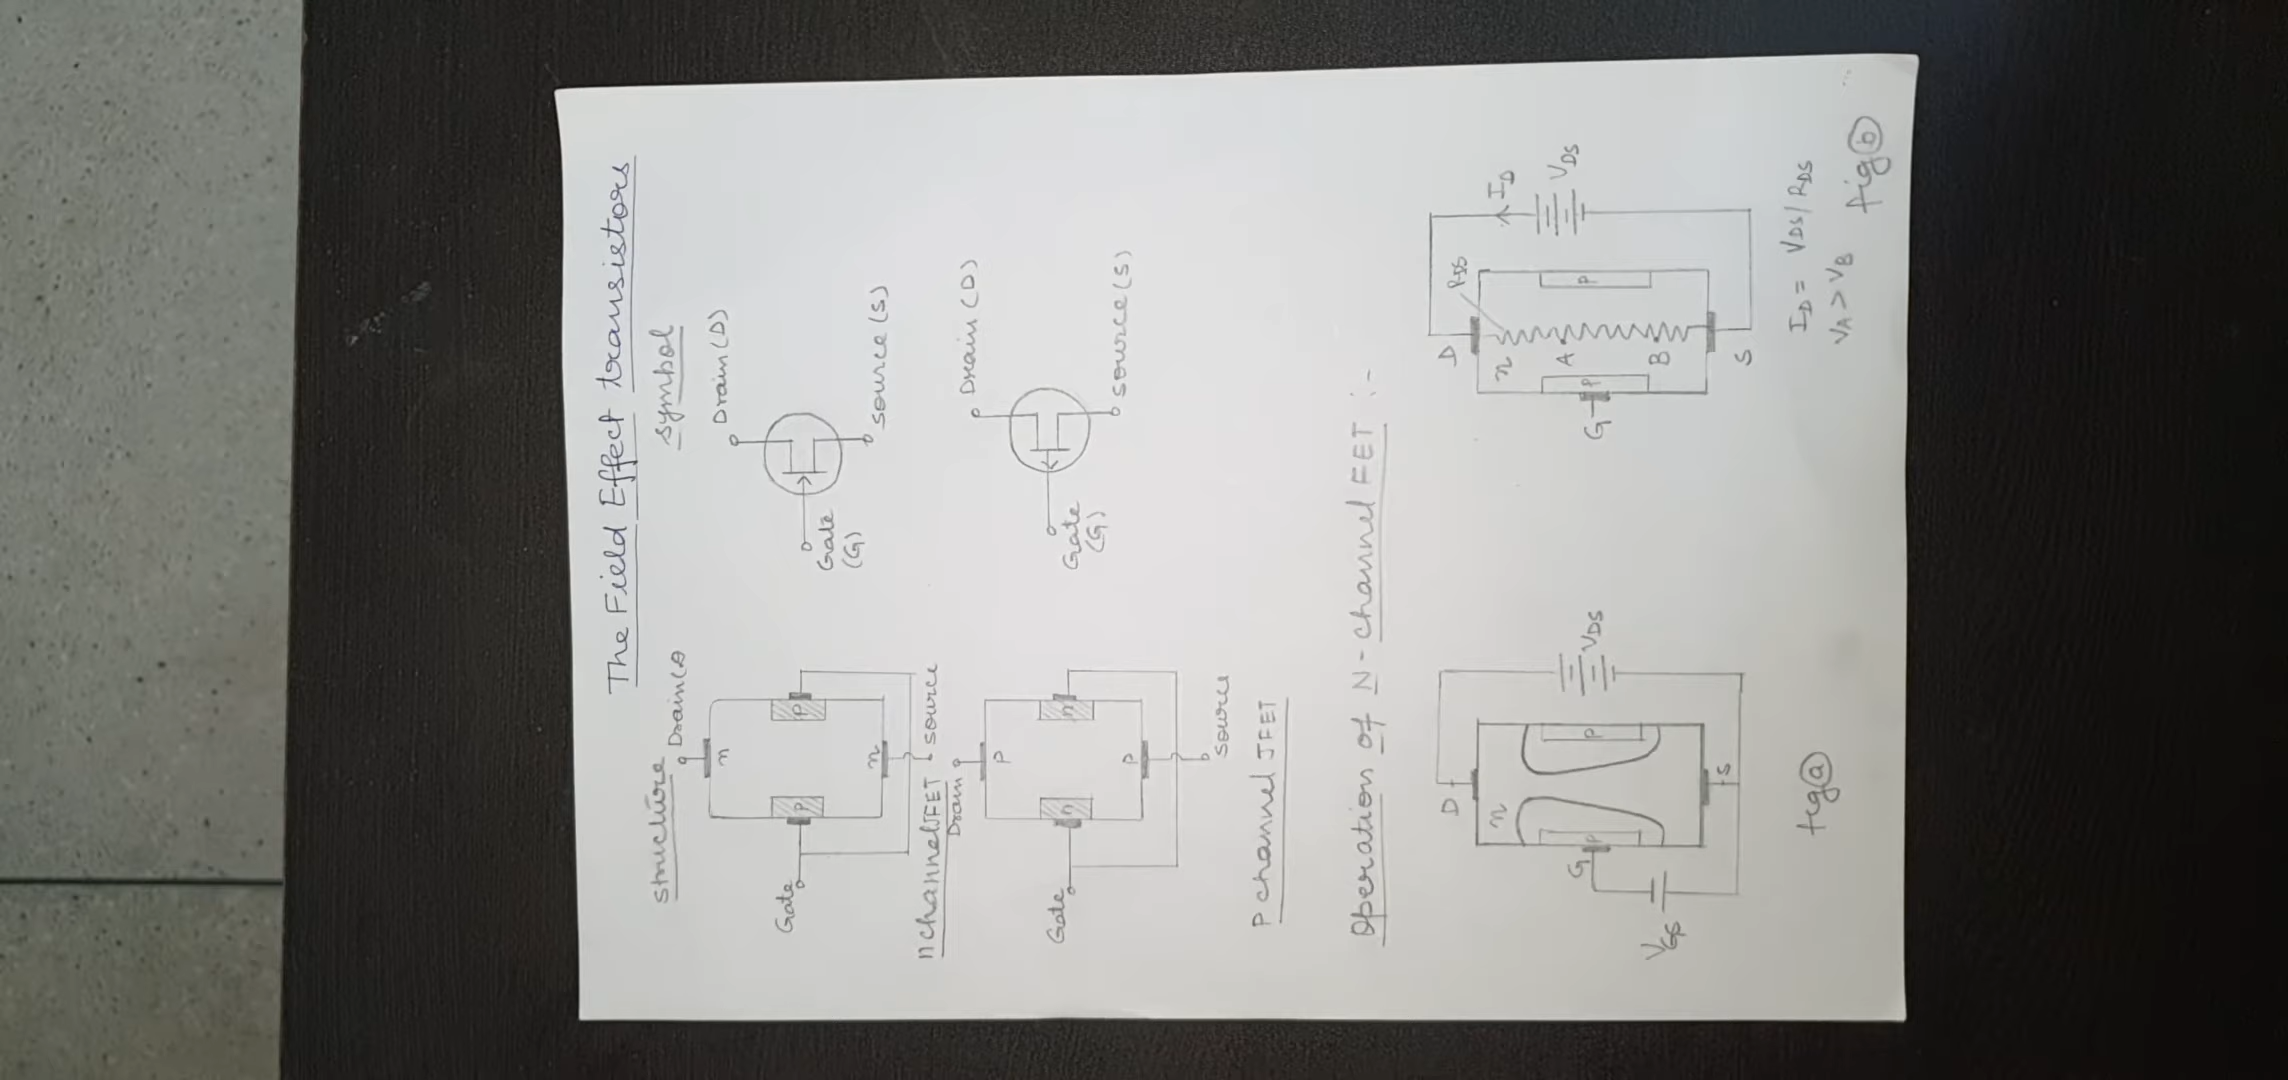 The Field Effect transistors
structure
symbol
Drain(D
n
P
P
n
Gate
source
n channel JFET
Drain(D)
Gate
(G)
source(s)
Drain
P
n
n
P
Gate
source
P channel JFET
Drain(D)
Gate
(G)
source(s)
Operation of N-channel FET :-
D
n
G
P
P
S
VGS
VDS
fig(a)
D
RDS
n
A
B
G
P
P
S
ID
VDS
ID = VDS/RDS
VA > VB
fig(b)